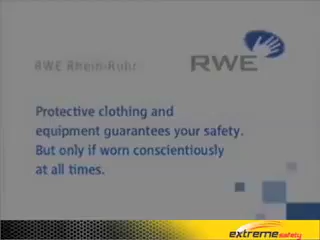 RWE Rhein-Ruhr
RWE
Protective clothing and
equipment guarantees your safety.
But only if worn conscientiously
at all times.
extreme safety